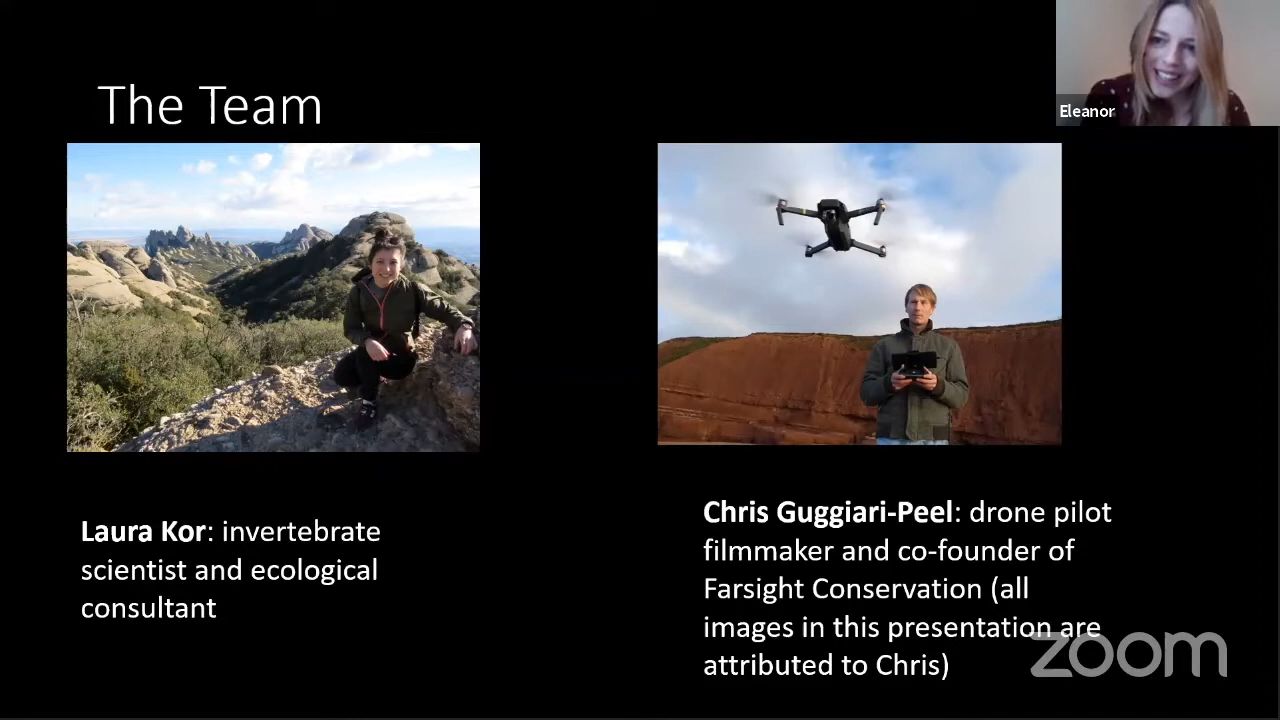 The Team
Eleanor
Laura Kor: invertebrate
scientist and ecological
consultant
Chris Guggiari-Peel: drone pilot
filmmaker and co-founder of
Farsight Conservation (all
images in this presentation are
attributed to Chris)
zoom